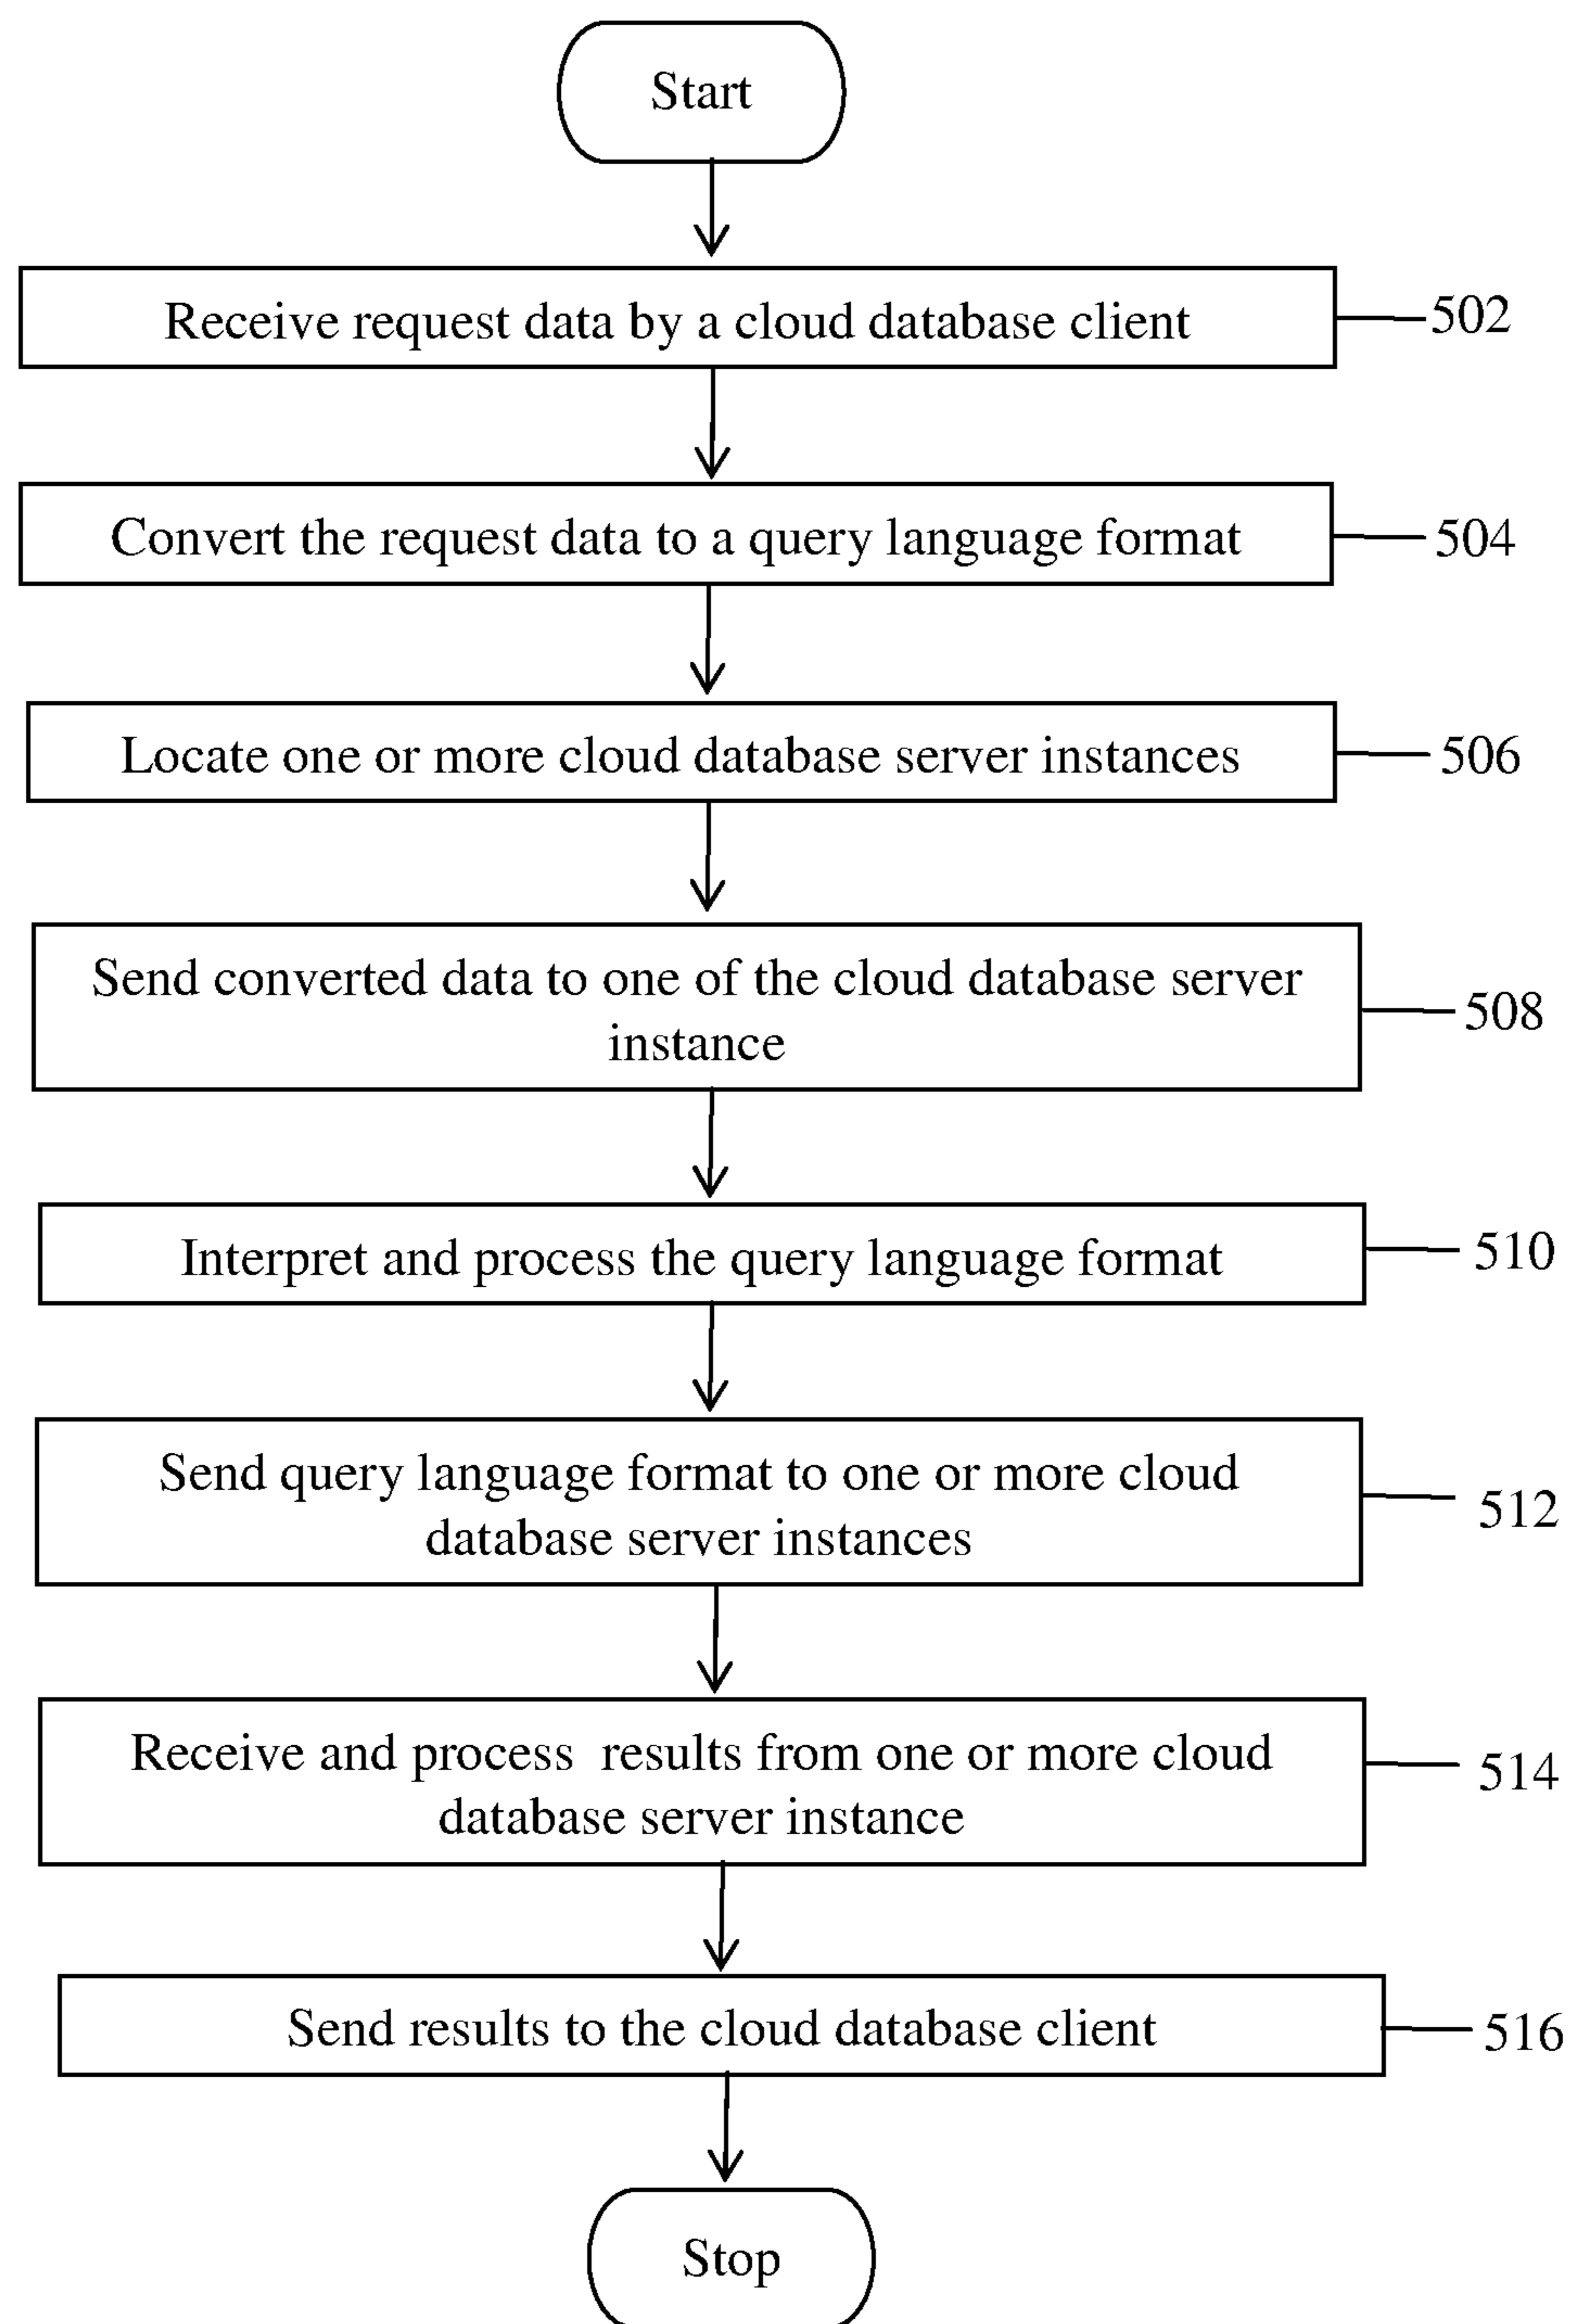 Start
Receive request data by a cloud database client
502
Convert the request data to a query language format
504
Locate one or more cloud database server instances
506
Send converted data to one of the cloud database server
instance
508
Interpret and process the query language format
510
Send query language format to one or more cloud
database server instances
512
Receive and process results from one or more cloud
database server instance
514
Send results to the cloud database client
516
Stop